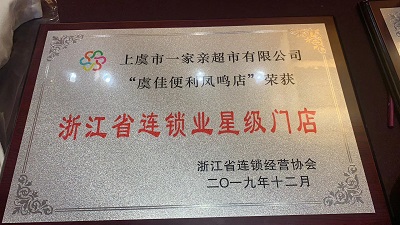 上虞市一家亲超市有限公司
“虞佳便利凤鸣店”荣获
浙江省连锁业星级门店
浙江省连锁经营协会
二〇一九年十二月